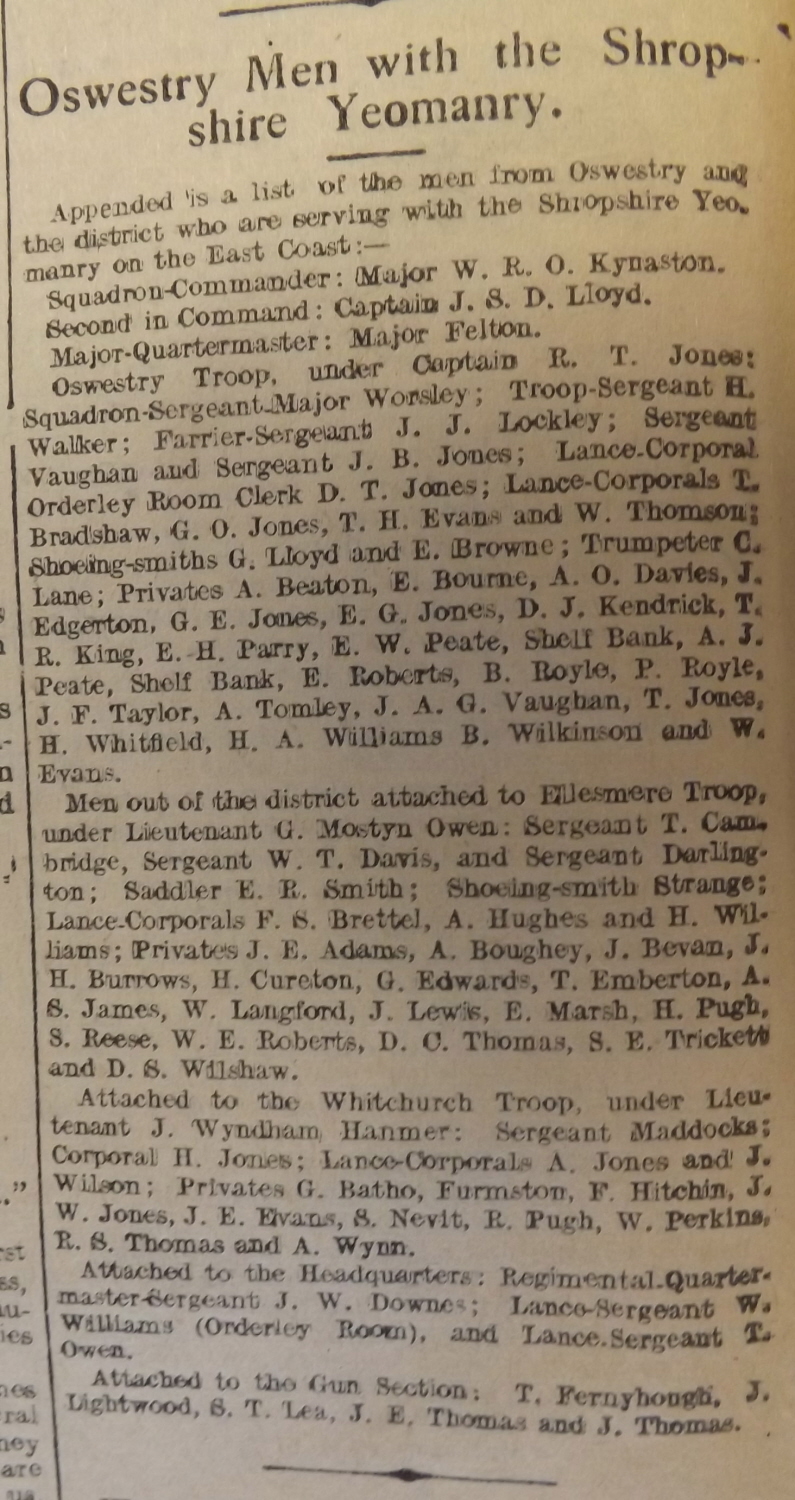 Oswestry Men with the Shrop-
shire Yeomanry.
Appended is a list of the men from Oswestry and
the district who are serving with the Shropshire Yeo-
manry on the East Coast:—
Squadron-Commander: Major W. R. O. Kynaston.
Second in Command: Captain J. S. D. Lloyd.
Major-Quartermaster: Major Felton.
Oswestry Troop, under Captain R. T. Jones:
Squadron-Sergeant-Major Worsley; Troop-Sergeant H.
Walker; Farrier-Sergeant J. J. Lockley; Sergeant
Vaughan and Sergeant J. B. Jones; Lance-Corporal
Orderley Room Clerk D. T. Jones; Lance-Corporals T.
Bradshaw, G. O. Jones, T. H. Evans and W. Thomson;
Shoeing-smiths G. Lloyd and E. Browne; Trumpeter C.
Lane; Privates A. Beaton, E. Bourne, A. O. Davies, J.
Edgerton, G. E. Jones, E. G. Jones, D. J. Kendrick, T.
R. King, E. H. Parry, E. W. Peate, Shelf Bank, A. J.
Peate, Shelf Bank, E. Roberts, B. Royle, P. Royle,
J. F. Taylor, A. Tomley, J. A. G. Vaughan, T. Jones,
H. Whitfield, H. A. Williams B. Wilkinson and W.
Evans.
Men out of the district attached to Ellesmere Troop,
under Lieutenant G. Mostyn Owen: Sergeant T. Cam-
bridge, Sergeant W. T. Davis, and Sergeant Darling-
ton; Saddler E. R. Smith; Shoeing-smith Strange;
Lance-Corporals F. S. Brettel, A. Hughes and H. Wil-
liams; Privates J. E. Adams, A. Boughey, J. Bevan, J.
H. Burrows, H. Cureton, G. Edwards, T. Emberton, A.
S. James, W. Langford, J. Lewis, E. Marsh, H. Pugh,
S. Reese, W. E. Roberts, D. C. Thomas, S. E. Trickett
and D. S. Wilshaw.
Attached to the Whitchurch Troop, under Lieu-
tenant J. Wyndham Hanmer: Sergeant Maddocks;
Corporal H. Jones; Lance-Corporals A. Jones and J.
Wilson; Privates G. Batho, Furmston, F. Hitchin, J.
W. Jones, J. E. Evans, S. Nevit, R. Pugh, W. Perkins,
R. S. Thomas and A. Wynn.
Attached to the Headquarters: Regimental-Quarter-
master-Sergeant J. W. Downes; Lance-Sergeant W.
Williams (Orderley Room), and Lance-Sergeant T.
Owen.
Attached to the Gun Section: T. Fernyhough, J.
Lightwood, S. T. Lea, J. E. Thomas and J. Thomas.